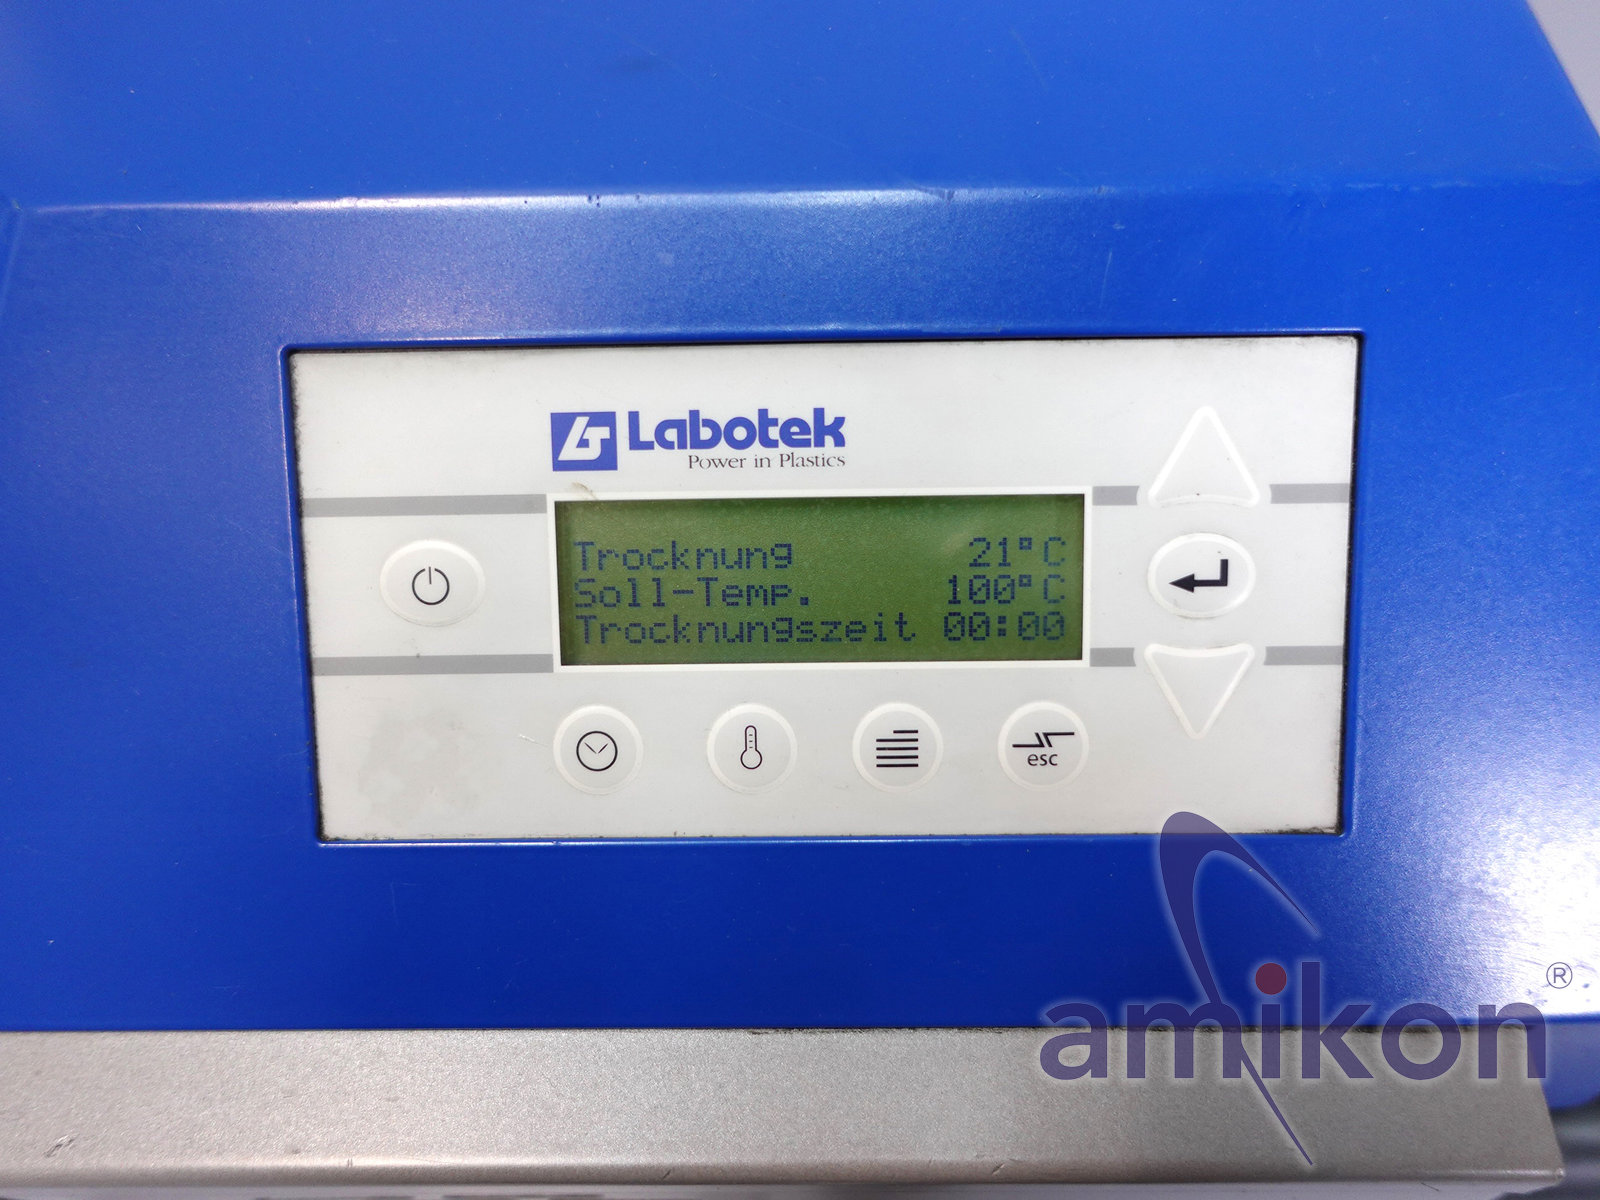 Labotek
Power in Plastics
Trocknung 21°C
Soll-Temp. 100°C
Trocknungszeit 00:00
esc
amikon®